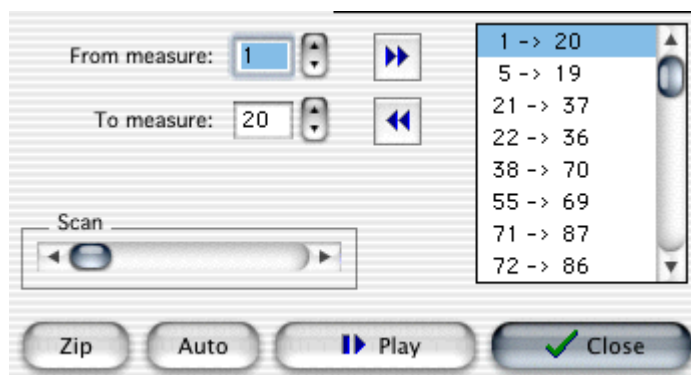 From measure: 1
To measure: 20
1 -> 20
5 -> 19
21 -> 37
22 -> 36
38 -> 70
55 -> 69
71 -> 87
72 -> 86
Scan
Zip
Auto
Play
Close